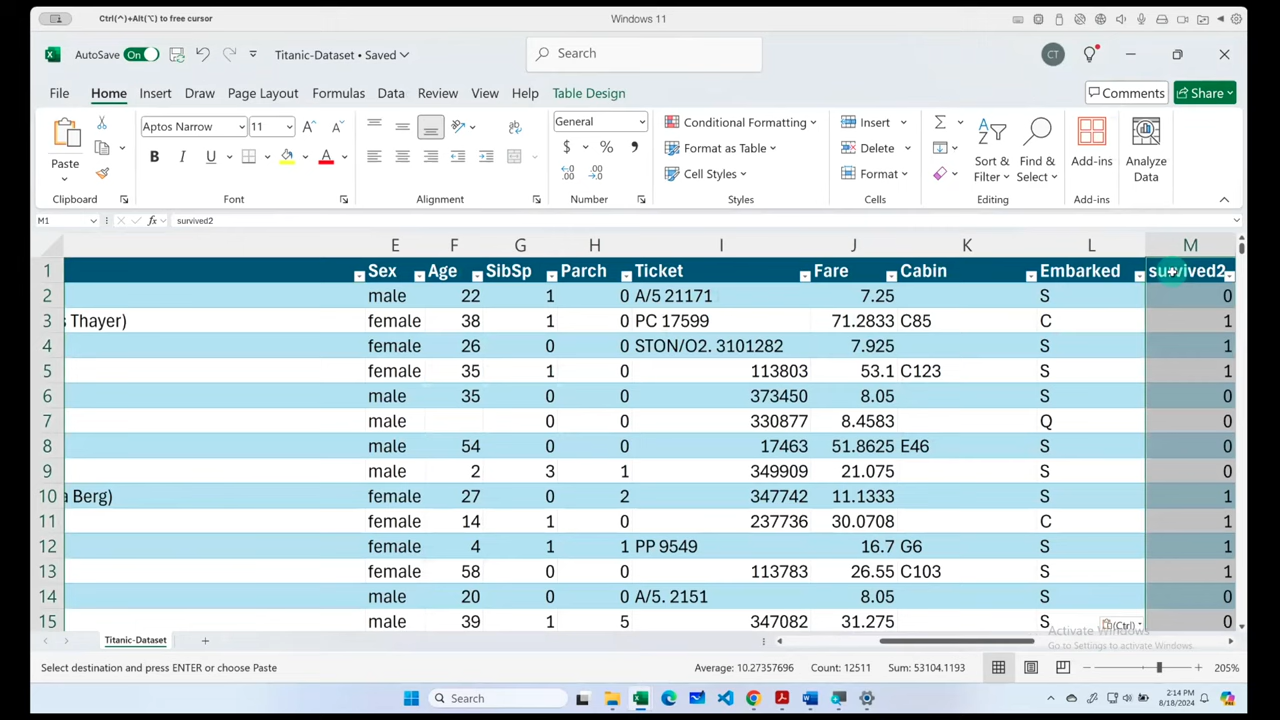 Ctrl(^)+Alt(⌥) to free cursor
Windows 11
AutoSave On
Titanic-Dataset • Saved
Search
CT
File Home Insert Draw Page Layout Formulas Data Review View Help Table Design
Comments
Share
Paste
Clipboard
Aptos Narrow 11
B I U A
Font
Alignment
General
$ % ,
Number
Conditional Formatting
Format as Table
Cell Styles
Styles
Insert
Delete
Format
Cells
Sort & Filter
Find & Select
Editing
Add-ins
Add-ins
Analyze Data
M1 fx survived2
E F G H I J K L M
1 Sex Age SibSp Parch Ticket Fare Cabin Embarked survived2
2 male 22 1 0 A/5 21171 7.25 S 0
3 s Thayer) female 38 1 0 PC 17599 71.2833 C85 C 1
4 female 26 0 0 STON/O2. 3101282 7.925 S 1
5 female 35 1 0 113803 53.1 C123 S 1
6 male 35 0 0 373450 8.05 S 0
7 male 0 0 330877 8.4583 Q 0
8 male 54 0 0 17463 51.8625 E46 S 0
9 male 2 3 1 349909 21.075 S 0
10 a Berg) female 27 0 2 347742 11.1333 S 1
11 female 14 1 0 237736 30.0708 C 1
12 female 4 1 1 PP 9549 16.7 G6 S 1
13 female 58 0 0 113783 26.55 C103 S 1
14 male 20 0 0 A/5. 2151 8.05 S 0
15 male 39 1 5 347082 31.275 S 0
(Ctrl)
Activate Windows
Go to Settings to activate Windows.
Titanic-Dataset
Select destination and press ENTER or choose Paste
Average: 10.27357696 Count: 12511 Sum: 53104.1193
205%
Search
2:14 PM
8/18/2024